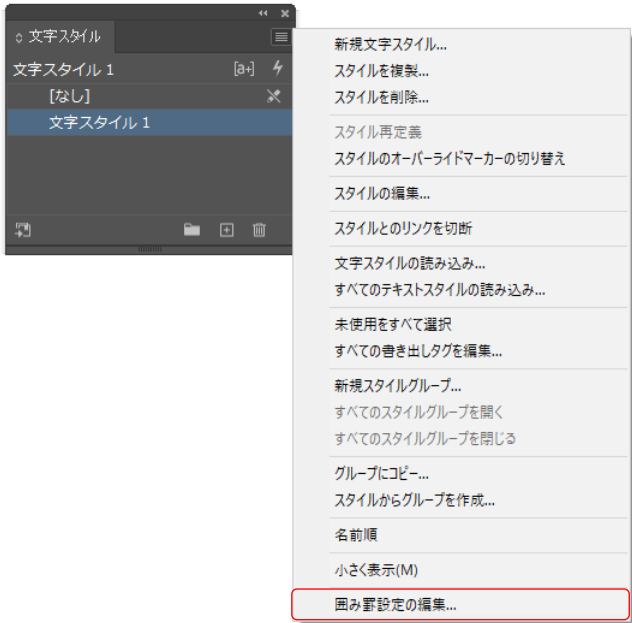 文字スタイル
文字スタイル 1
[a+]
[なし]
文字スタイル 1
新規文字スタイル...
スタイルを複製...
スタイルを削除...
スタイル再定義
スタイルのオーバーライドマーカーの切り替え
スタイルの編集...
スタイルとのリンクを切断
文字スタイルの読み込み...
すべてのテキストスタイルの読み込み...
未使用をすべて選択
すべての書き出しタグを編集...
新規スタイルグループ...
すべてのスタイルグループを開く
すべてのスタイルグループを閉じる
グループにコピー...
スタイルからグループを作成...
名前順
小さく表示(M)
囲み罫設定の編集...